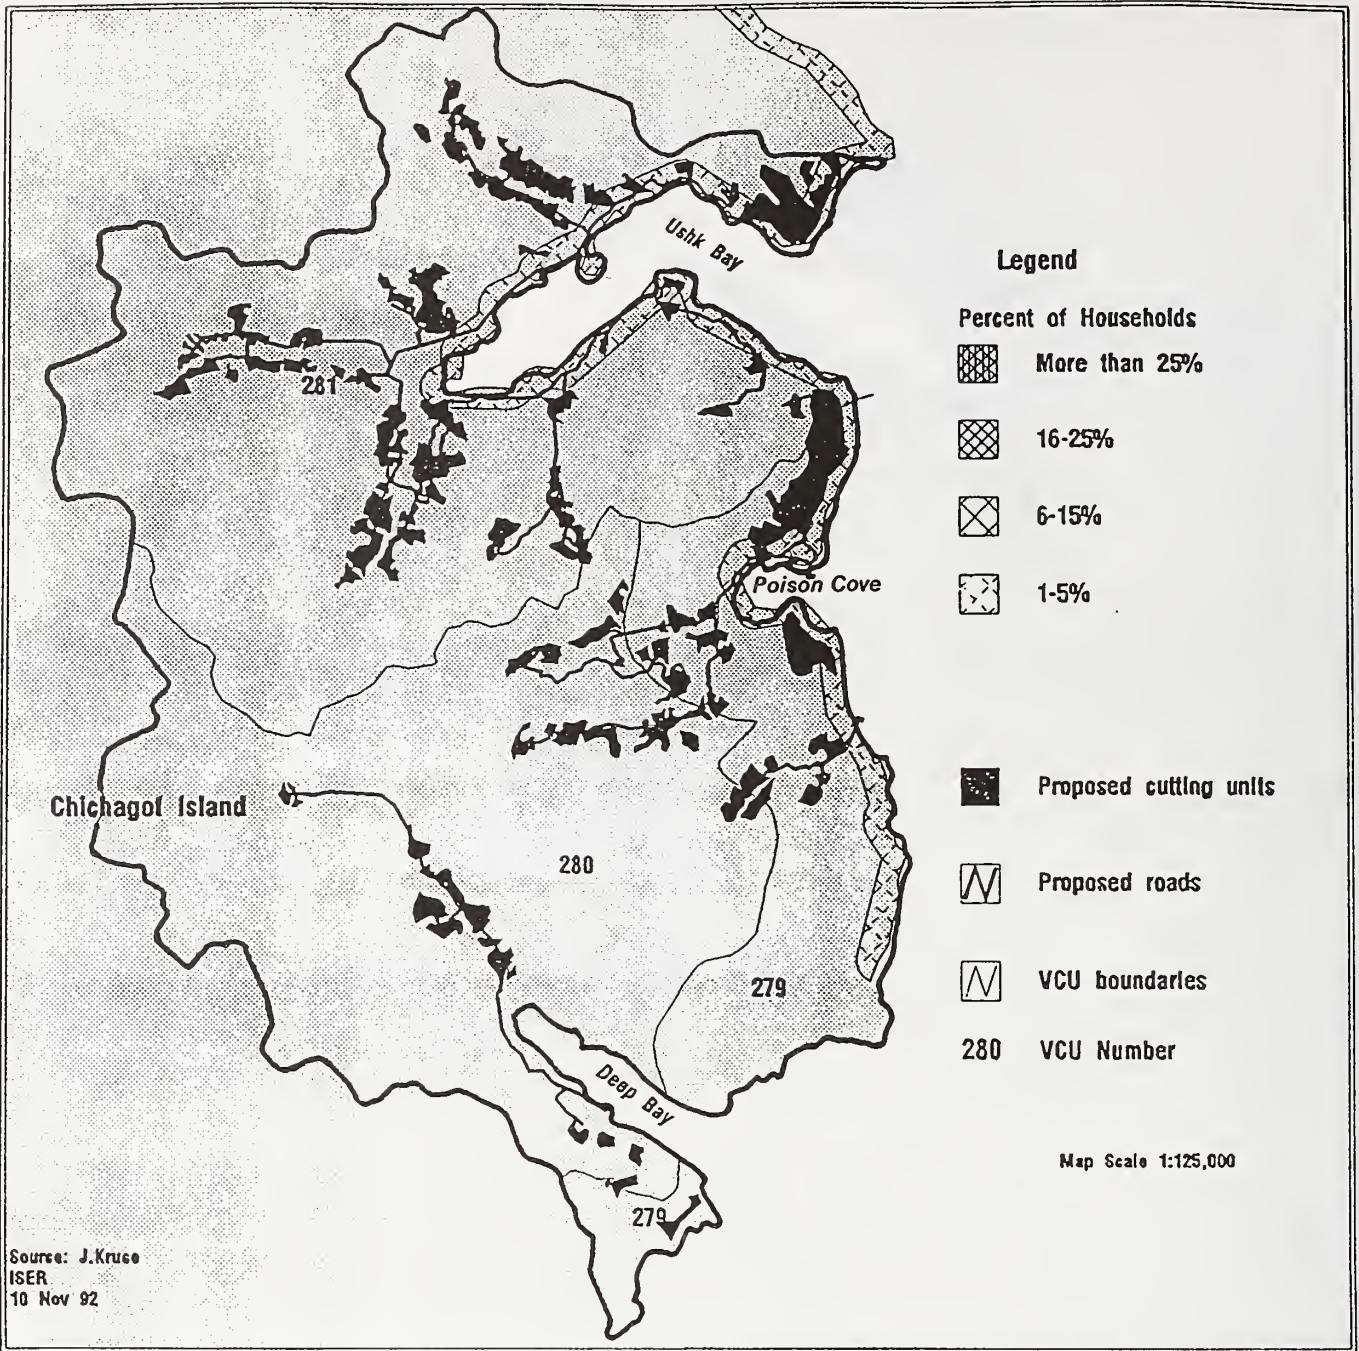 Ushk Bay
Legend
Percent of Households
More than 25%
16-25%
6-15%
1-5%
281
Poison Cove
Proposed cutting units
Chichagof Island
280
Proposed roads
279
VCU boundaries
280 VCU Number
Deep Bay
Map Scale 1:125,000
279
Source: J.Kruse
ISER
10 Nov 92